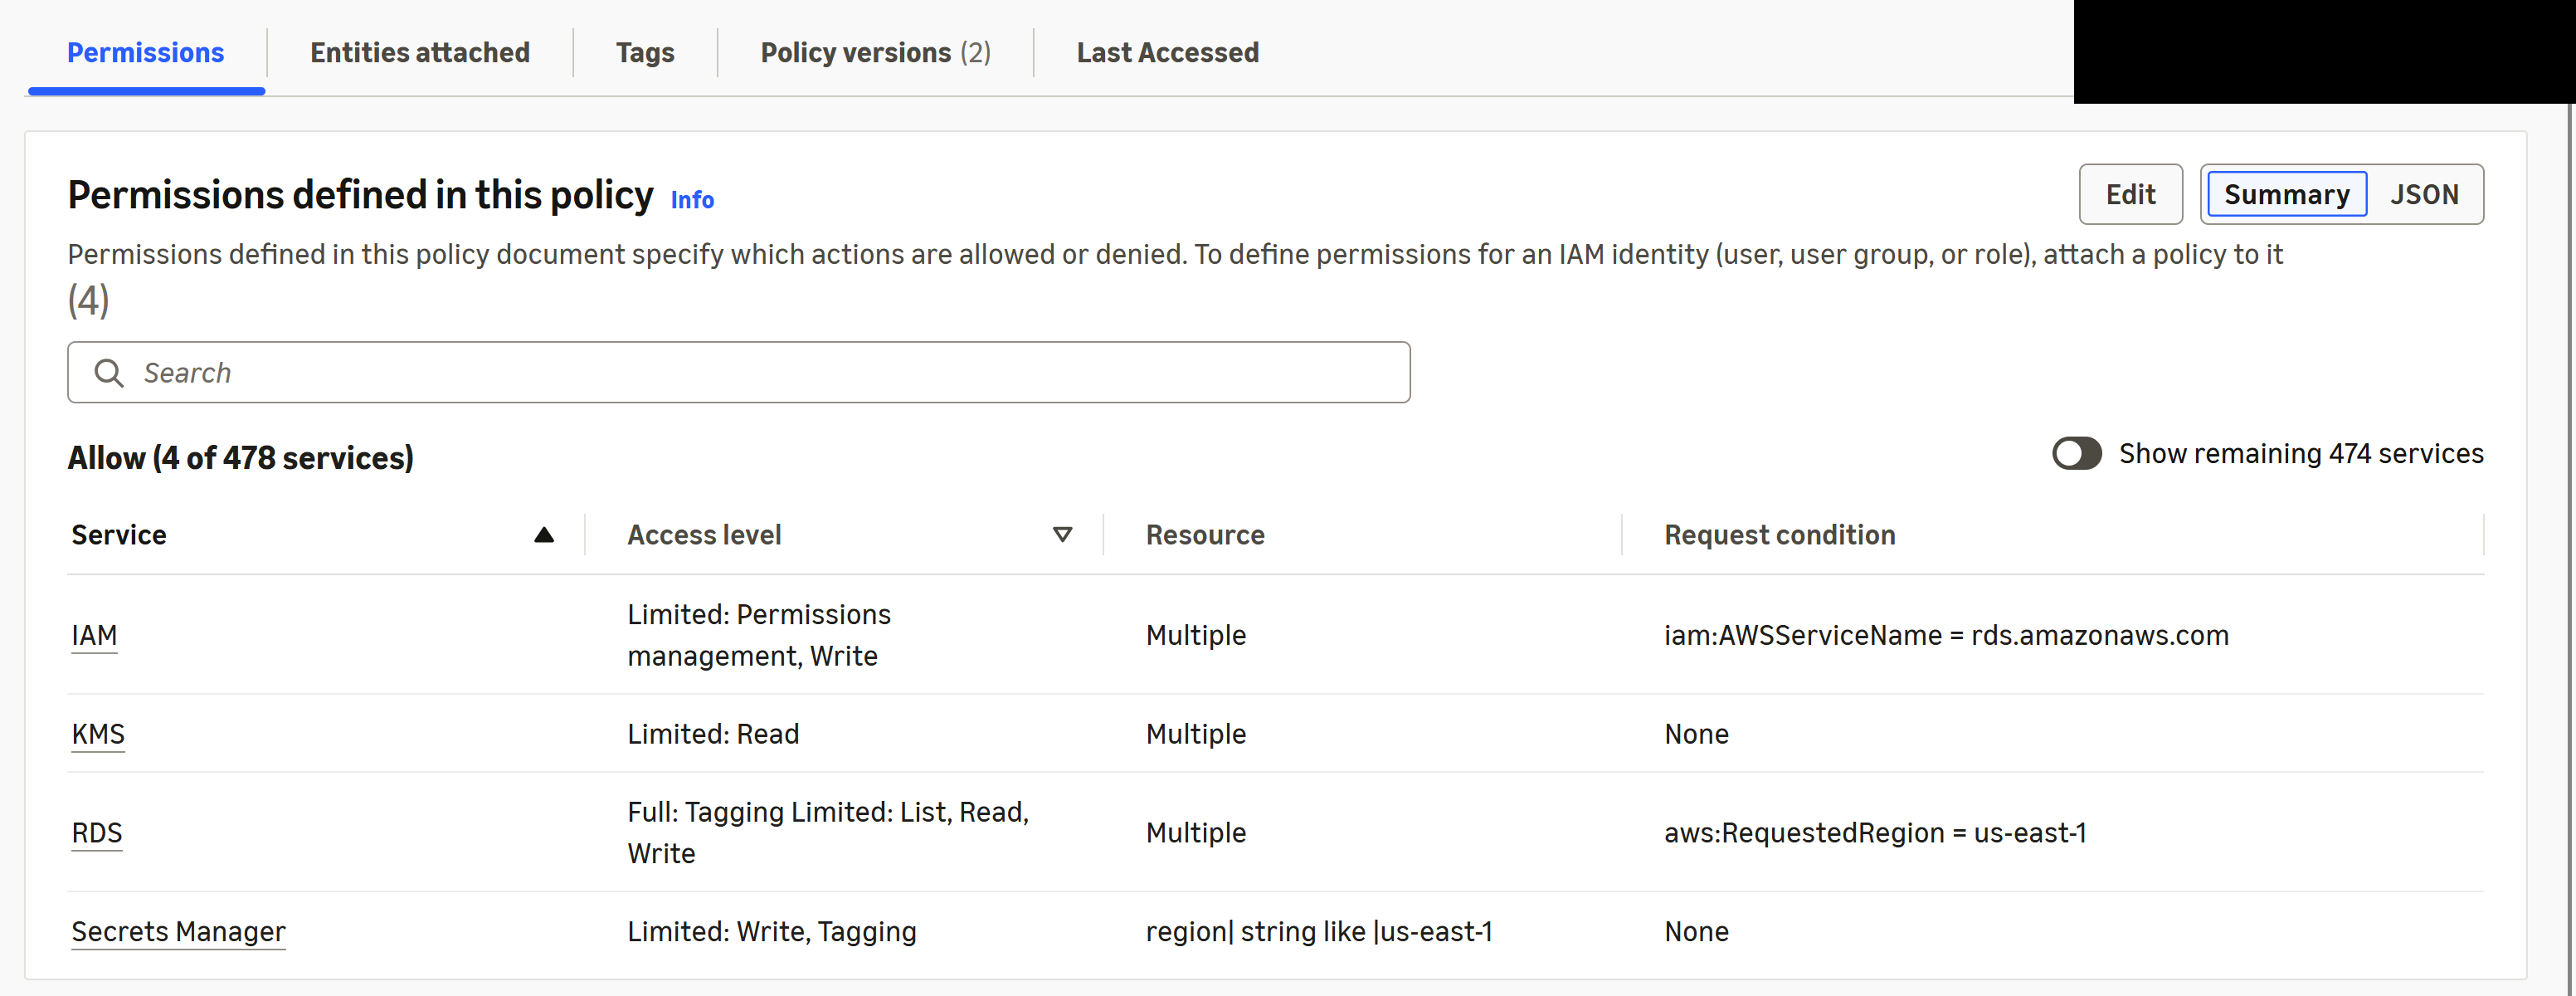 Permissions
Entities attached
Tags
Policy versions (2)
Last Accessed
Permissions defined in this policy Info
Edit
Summary
JSON
Permissions defined in this policy document specify which actions are allowed or denied. To define permissions for an IAM identity (user, user group, or role), attach a policy to it
(4)
Search
Allow (4 of 478 services)
Show remaining 474 services
Service
Access level
Resource
Request condition
IAM
Limited: Permissions
management, Write
Multiple
iam:AWSServiceName = rds.amazonaws.com
KMS
Limited: Read
Multiple
None
RDS
Full: Tagging Limited: List, Read,
Write
Multiple
aws:RequestedRegion = us-east-1
Secrets Manager
Limited: Write, Tagging
region| string like |us-east-1
None